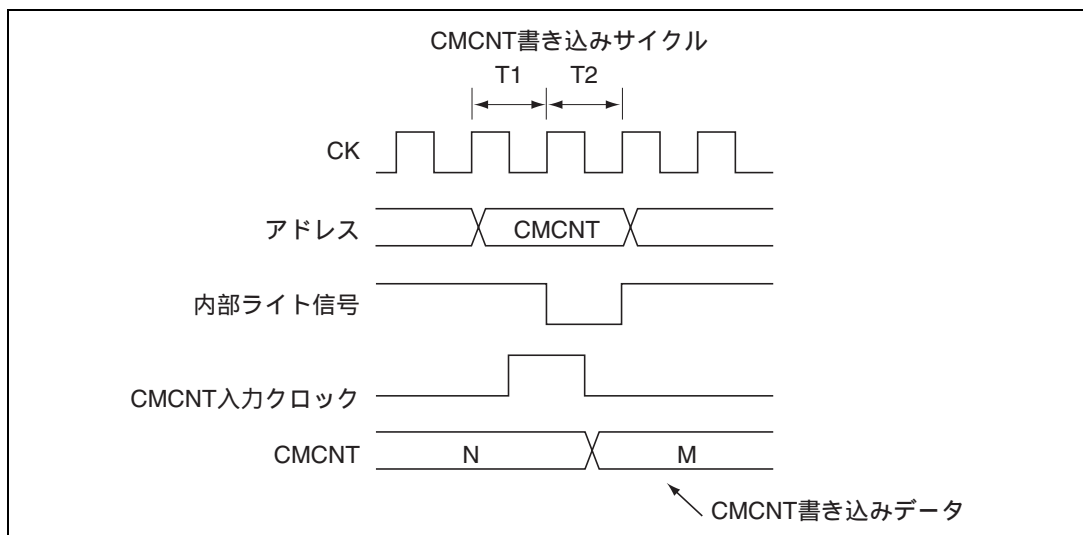 CMCNT書き込みサイクル
T1 T2
CK
アドレス CMCNT
内部ライト信号
CMCNT入力クロック
CMCNT N M
CMCNT書き込みデータ